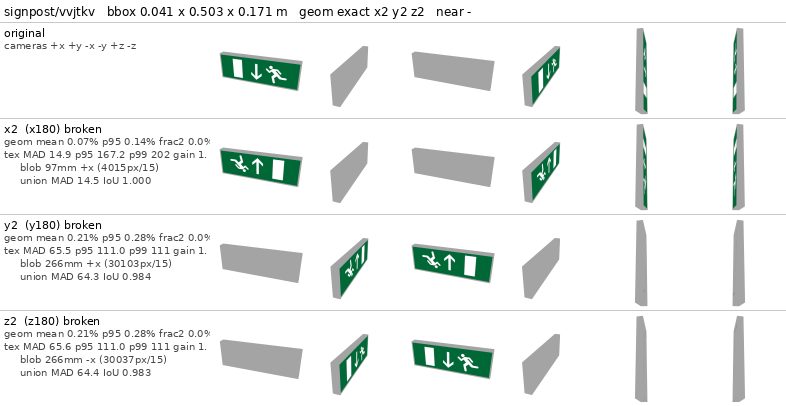 signpost/vvjtkv   bbox 0.041 x 0.503 x 0.171 m   geom exact x2 y2 z2   near -
original
cameras +x +y -x -y +z -z
x2  (x180) broken
geom mean 0.07% p95 0.14% frac2 0.0%
tex MAD 14.9 p95 167.2 p99 202 gain 1.
blob 97mm +x (4015px/15)
union MAD 14.5 IoU 1.000
y2  (y180) broken
geom mean 0.21% p95 0.28% frac2 0.0%
tex MAD 65.5 p95 111.0 p99 111 gain 1.
blob 266mm +x (30103px/15)
union MAD 64.3 IoU 0.984
z2  (z180) broken
geom mean 0.21% p95 0.28% frac2 0.0%
tex MAD 65.6 p95 111.0 p99 111 gain 1.
blob 266mm -x (30037px/15)
union MAD 64.4 IoU 0.983